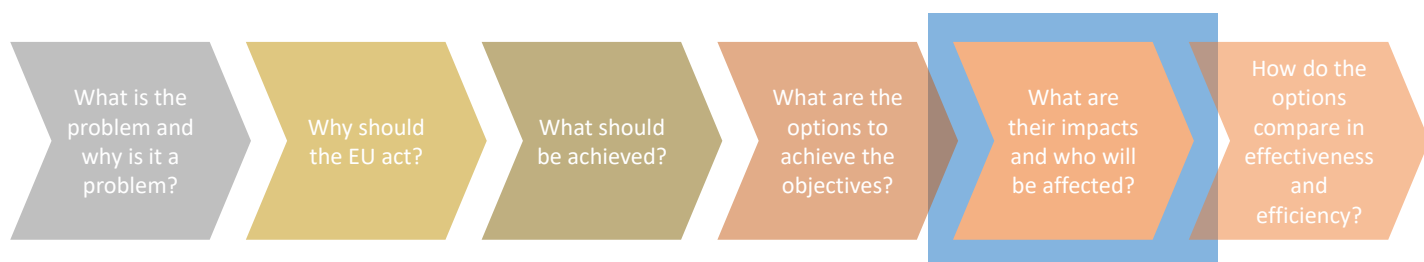 What is the
problem and
why is it a
problem?
Why should
the EU act?
What should
be achieved?
What are the
options to
achieve the
objectives?
What are
their impacts
and who will
be affected?
How do the
options
compare in
effectiveness
and
efficiency?